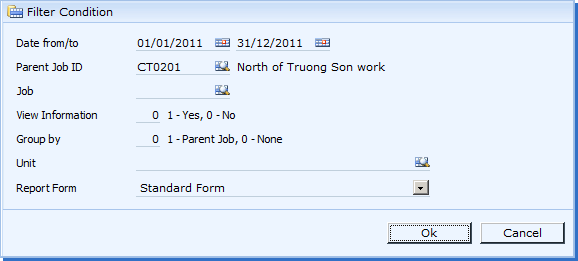 Filter Condition
Date from/to 01/01/2011 31/12/2011
Parent Job ID CT0201 North of Truong Son work
Job
View Information 0 1 - Yes, 0 - No
Group by 0 1 - Parent Job, 0 - None
Unit
Report Form Standard Form
Ok Cancel